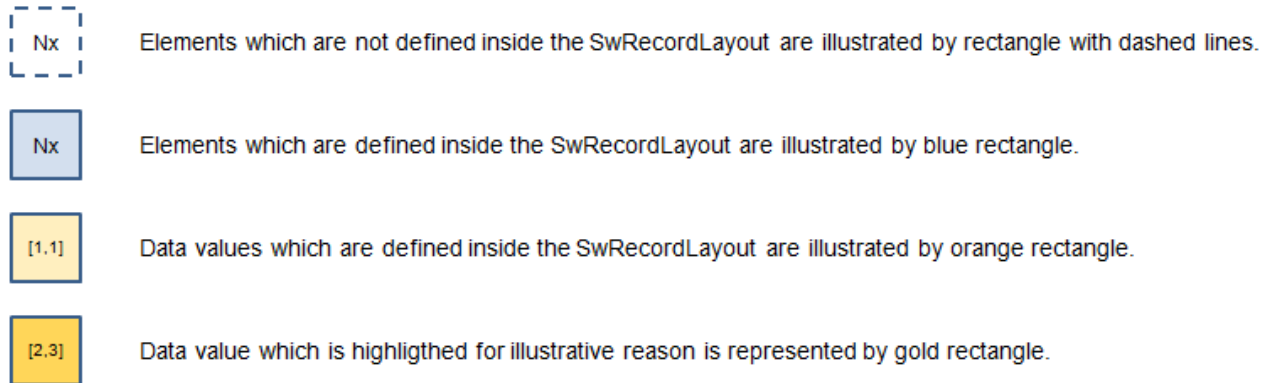 Nx Elements which are not defined inside the SwRecordLayout are illustrated by rectangle with dashed lines.
Nx Elements which are defined inside the SwRecordLayout are illustrated by blue rectangle.
[1,1] Data values which are defined inside the SwRecordLayout are illustrated by orange rectangle.
[2,3] Data value which is highligthed for illustrative reason is represented by gold rectangle.